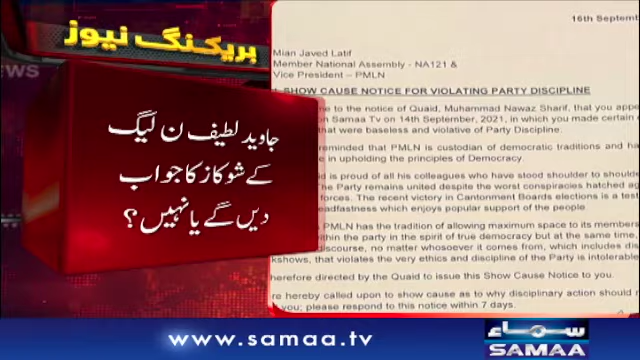 بریکنگ نیوز
NEWS
جاوید لطیف ن لیگ
کے شوکاز کا جواب
دیں گے یا نہیں؟
16th Septem
Mian Javed Latif
Member National Assembly - NA121 &
Vice President – PMLN
SHOW CAUSE NOTICE FOR VIOLATING PARTY DISCIPLINE
me to the notice of Quaid, Muhammad Nawaz Sharif, that you appe
on Samaa Tv on 14th September, 2021, in which you made certain
that were baseless and violative of Party Discipline.
reminded that PMLN is custodian of democratic traditions and ha
e in upholding the principles of Democracy.
id is proud of all his colleagues who have stood shoulder to should
The Party remains united despite the worst conspiracies hatched ag
forces. The recent victory in Cantonment Boards elections is a test
eadfastness which enjoys popular support of the people.
PMLN has the tradition of allowing maximum space to its members
within the party in the spirit of true democracy but at the same time,
discourse, no matter whosoever it comes from, which includes dis
kshows, that violates the very ethics and discipline of the Party is intolerable
herefore directed by the Quaid to issue this Show Cause Notice to you.
re hereby called upon to show cause as to why disciplinary action should
you; please respond to this notice within 7 days.
www.samaa.tv
سماء
SAMAA